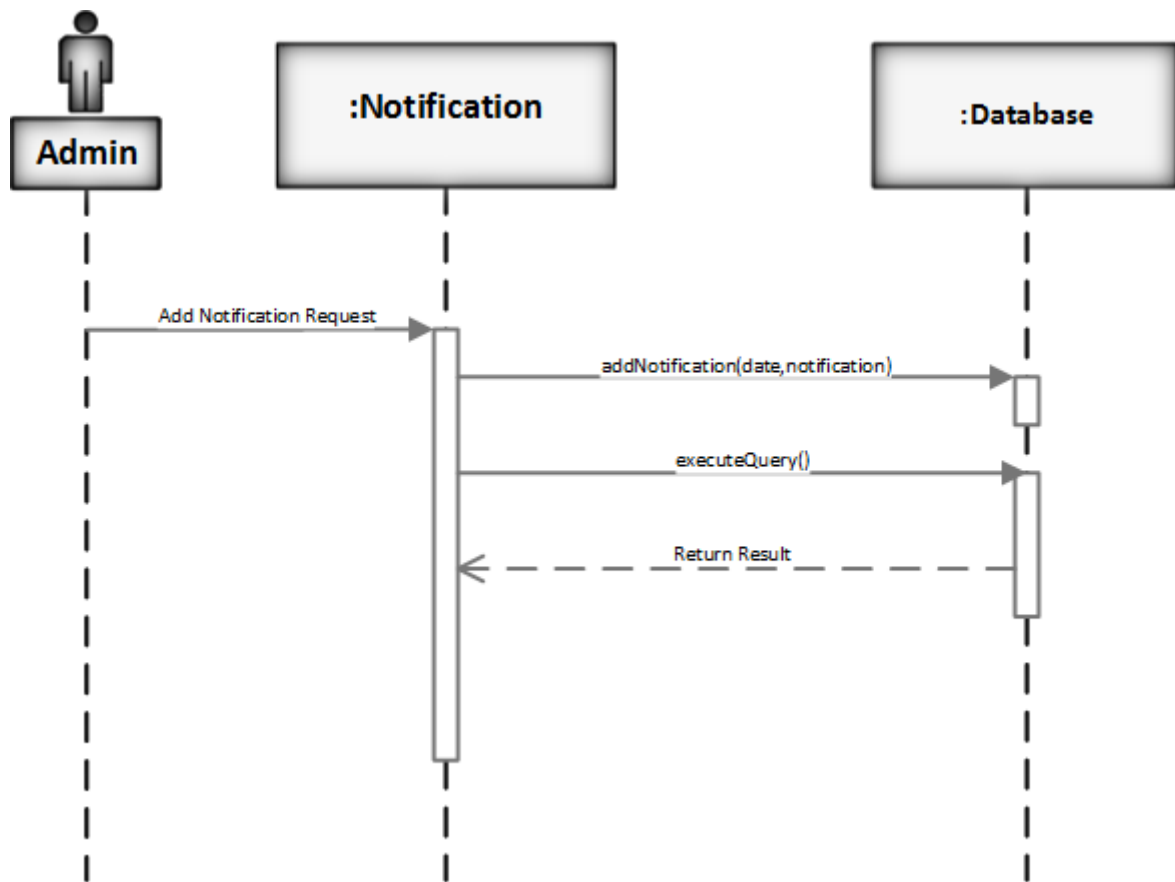 Admin
:Notification
:Database
Add Notification Request
addNotification(date,notification)
executeQuery()
Return Result